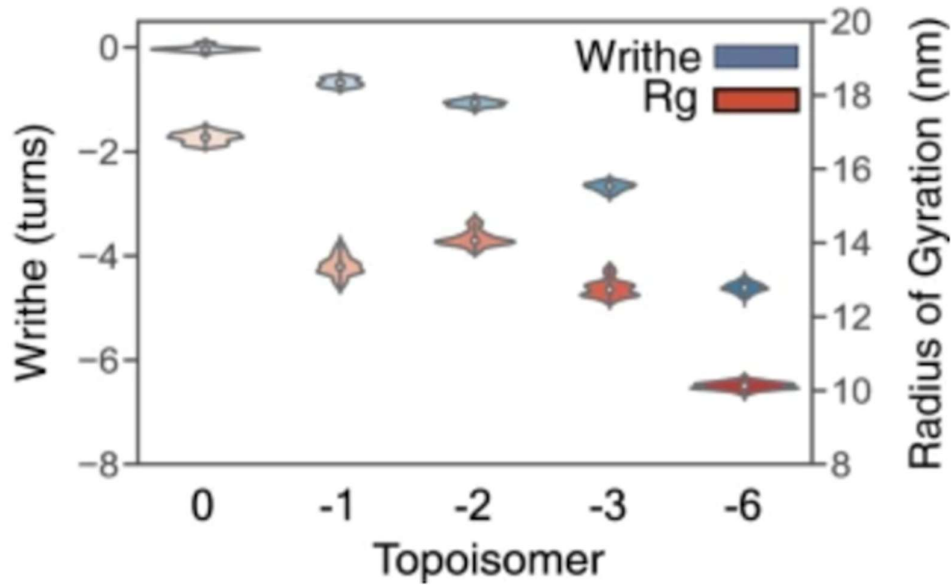 Writhe (turns)
0
−2
−4
−6
−8
Writhe
Rg
20
18
16
14
12
10
8
Radius of Gyration (nm)
0 -1 -2 -3 -6
Topoisomer